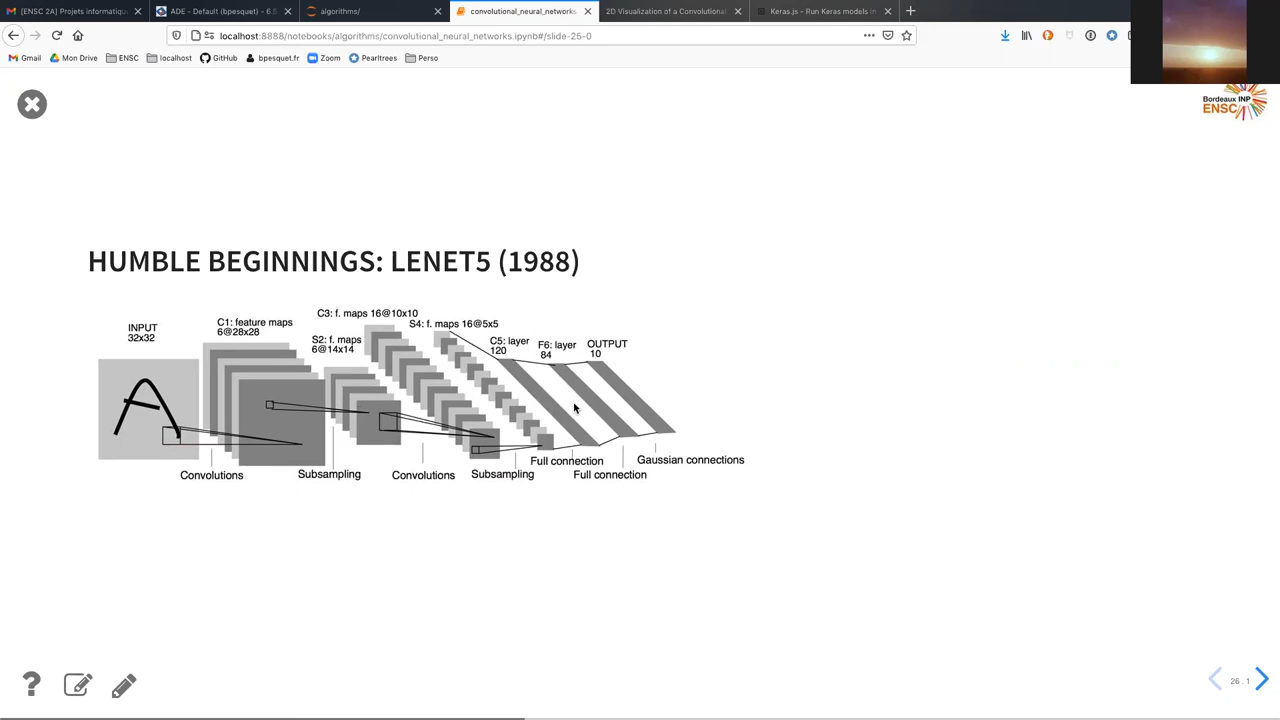 [ENSC 2A] Projets informatiqu
ADE - Default (bpesquet) - 6.5
algorithms/
convolutional_neural_networks
2D Visualization of a Convolutional
Keras.js - Run Keras models in
localhost:8888/notebooks/algorithms/convolutional_neural_networks.ipynb#/slide-25-0
Gmail
Mon Drive
ENSC
localhost
GitHub
bpesquet.fr
Zoom
Pearltrees
Perso
Bordeaux INP
ENSC
HUMBLE BEGINNINGS: LENET5 (1988)
INPUT
32x32
C1: feature maps
6@28x28
S2: f. maps
6@14x14
C3: f. maps 16@10x10
S4: f. maps 16@5x5
C5: layer
120
F6: layer
84
OUTPUT
10
A
Convolutions
Subsampling
Convolutions
Subsampling
Full connection
Full connection
Gaussian connections
?
26 . 1